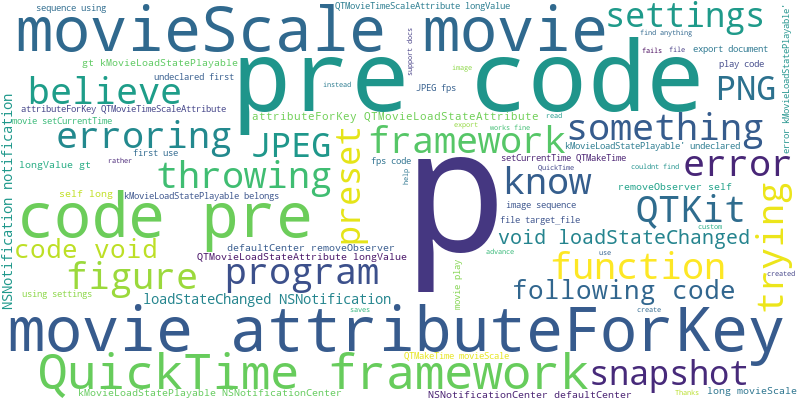 sequence using
QTMovieTimeScaleAttribute longValue
movieScale movie
settings
find anything
support docs
fails file
export document
gt kMovieLoadStatePlayable
pre code
image
play code
undeclared first
instead
JPEG fps
believe
PNG
error kMovieLoadStatePlayable'
attributeForKey QTMovieTimeScaleAttribute
attributeForKey QTMovieLoadStateAttribute
read
movie setCurrentTime
export
works fine
something
erroring
JPEG
preset
framework
kMovieLoadStatePlayable' undeclared
first use
rather
fps code
setCurrentTime QTMakeTime
error
longValue gt
throwing
help
QuickTime
couldnt find
know
p
self long
kMovieLoadStatePlayable belongs
removeObserver self
trying
code pre
image sequence
QTKit
custom
file target_file
NSNotification notification
code void
defaultCenter removeObserver
void loadStateChanged
QTMovieLoadStateAttribute longValue
advance
use
figure
program
movie play
function
created
using settings
loadStateChanged NSNotification
following code
saves
create
movie attributeForKey
QTMakeTime movieScale
QuickTime framework
snapshot
kMovieLoadStatePlayable NSNotificationCenter
NSNotificationCenter defaultCenter
Thanks
long movieScale